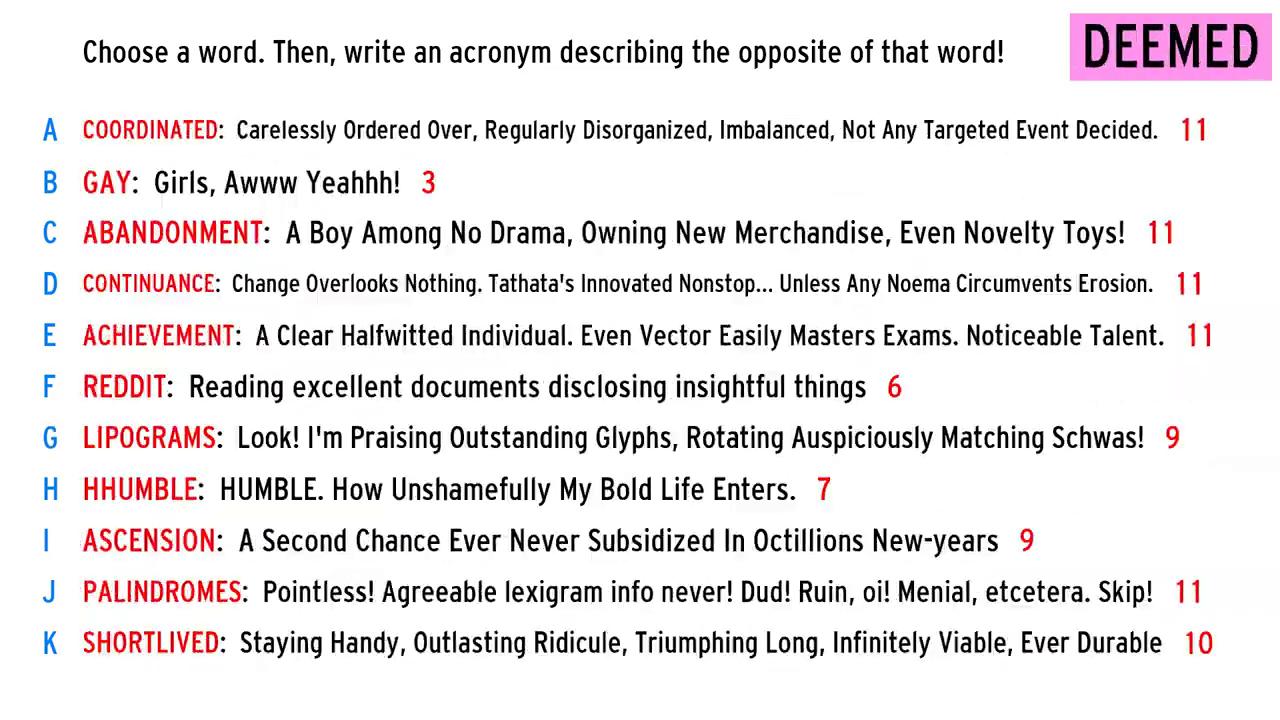 Choose a word. Then, write an acronym describing the opposite of that word!
DEEMED
A COORDINATED: Carelessly Ordered Over, Regularly Disorganized, Imbalanced, Not Any Targeted Event Decided. 11
B GAY: Girls, Awww Yeahhh! 3
C ABANDONMENT: A Boy Among No Drama, Owning New Merchandise, Even Novelty Toys! 11
D CONTINUANCE: Change Overlooks Nothing. Tathata's Innovated Nonstop... Unless Any Noema Circumvents Erosion. 11
E ACHIEVEMENT: A Clear Halfwitted Individual. Even Vector Easily Masters Exams. Noticeable Talent. 11
F REDDIT: Reading excellent documents disclosing insightful things 6
G LIPOGRAMS: Look! I'm Praising Outstanding Glyphs, Rotating Auspiciously Matching Schwas! 9
H HHUMBLE: HUMBLE. How Unshamefully My Bold Life Enters. 7
I ASCENSION: A Second Chance Ever Never Subsidized In Octillions New-years 9
J PALINDROMES: Pointless! Agreeable lexigram info never! Dud! Ruin, oi! Menial, etcetera. Skip! 11
K SHORTLIVED: Staying Handy, Outlasting Ridicule, Triumphing Long, Infinitely Viable, Ever Durable 10